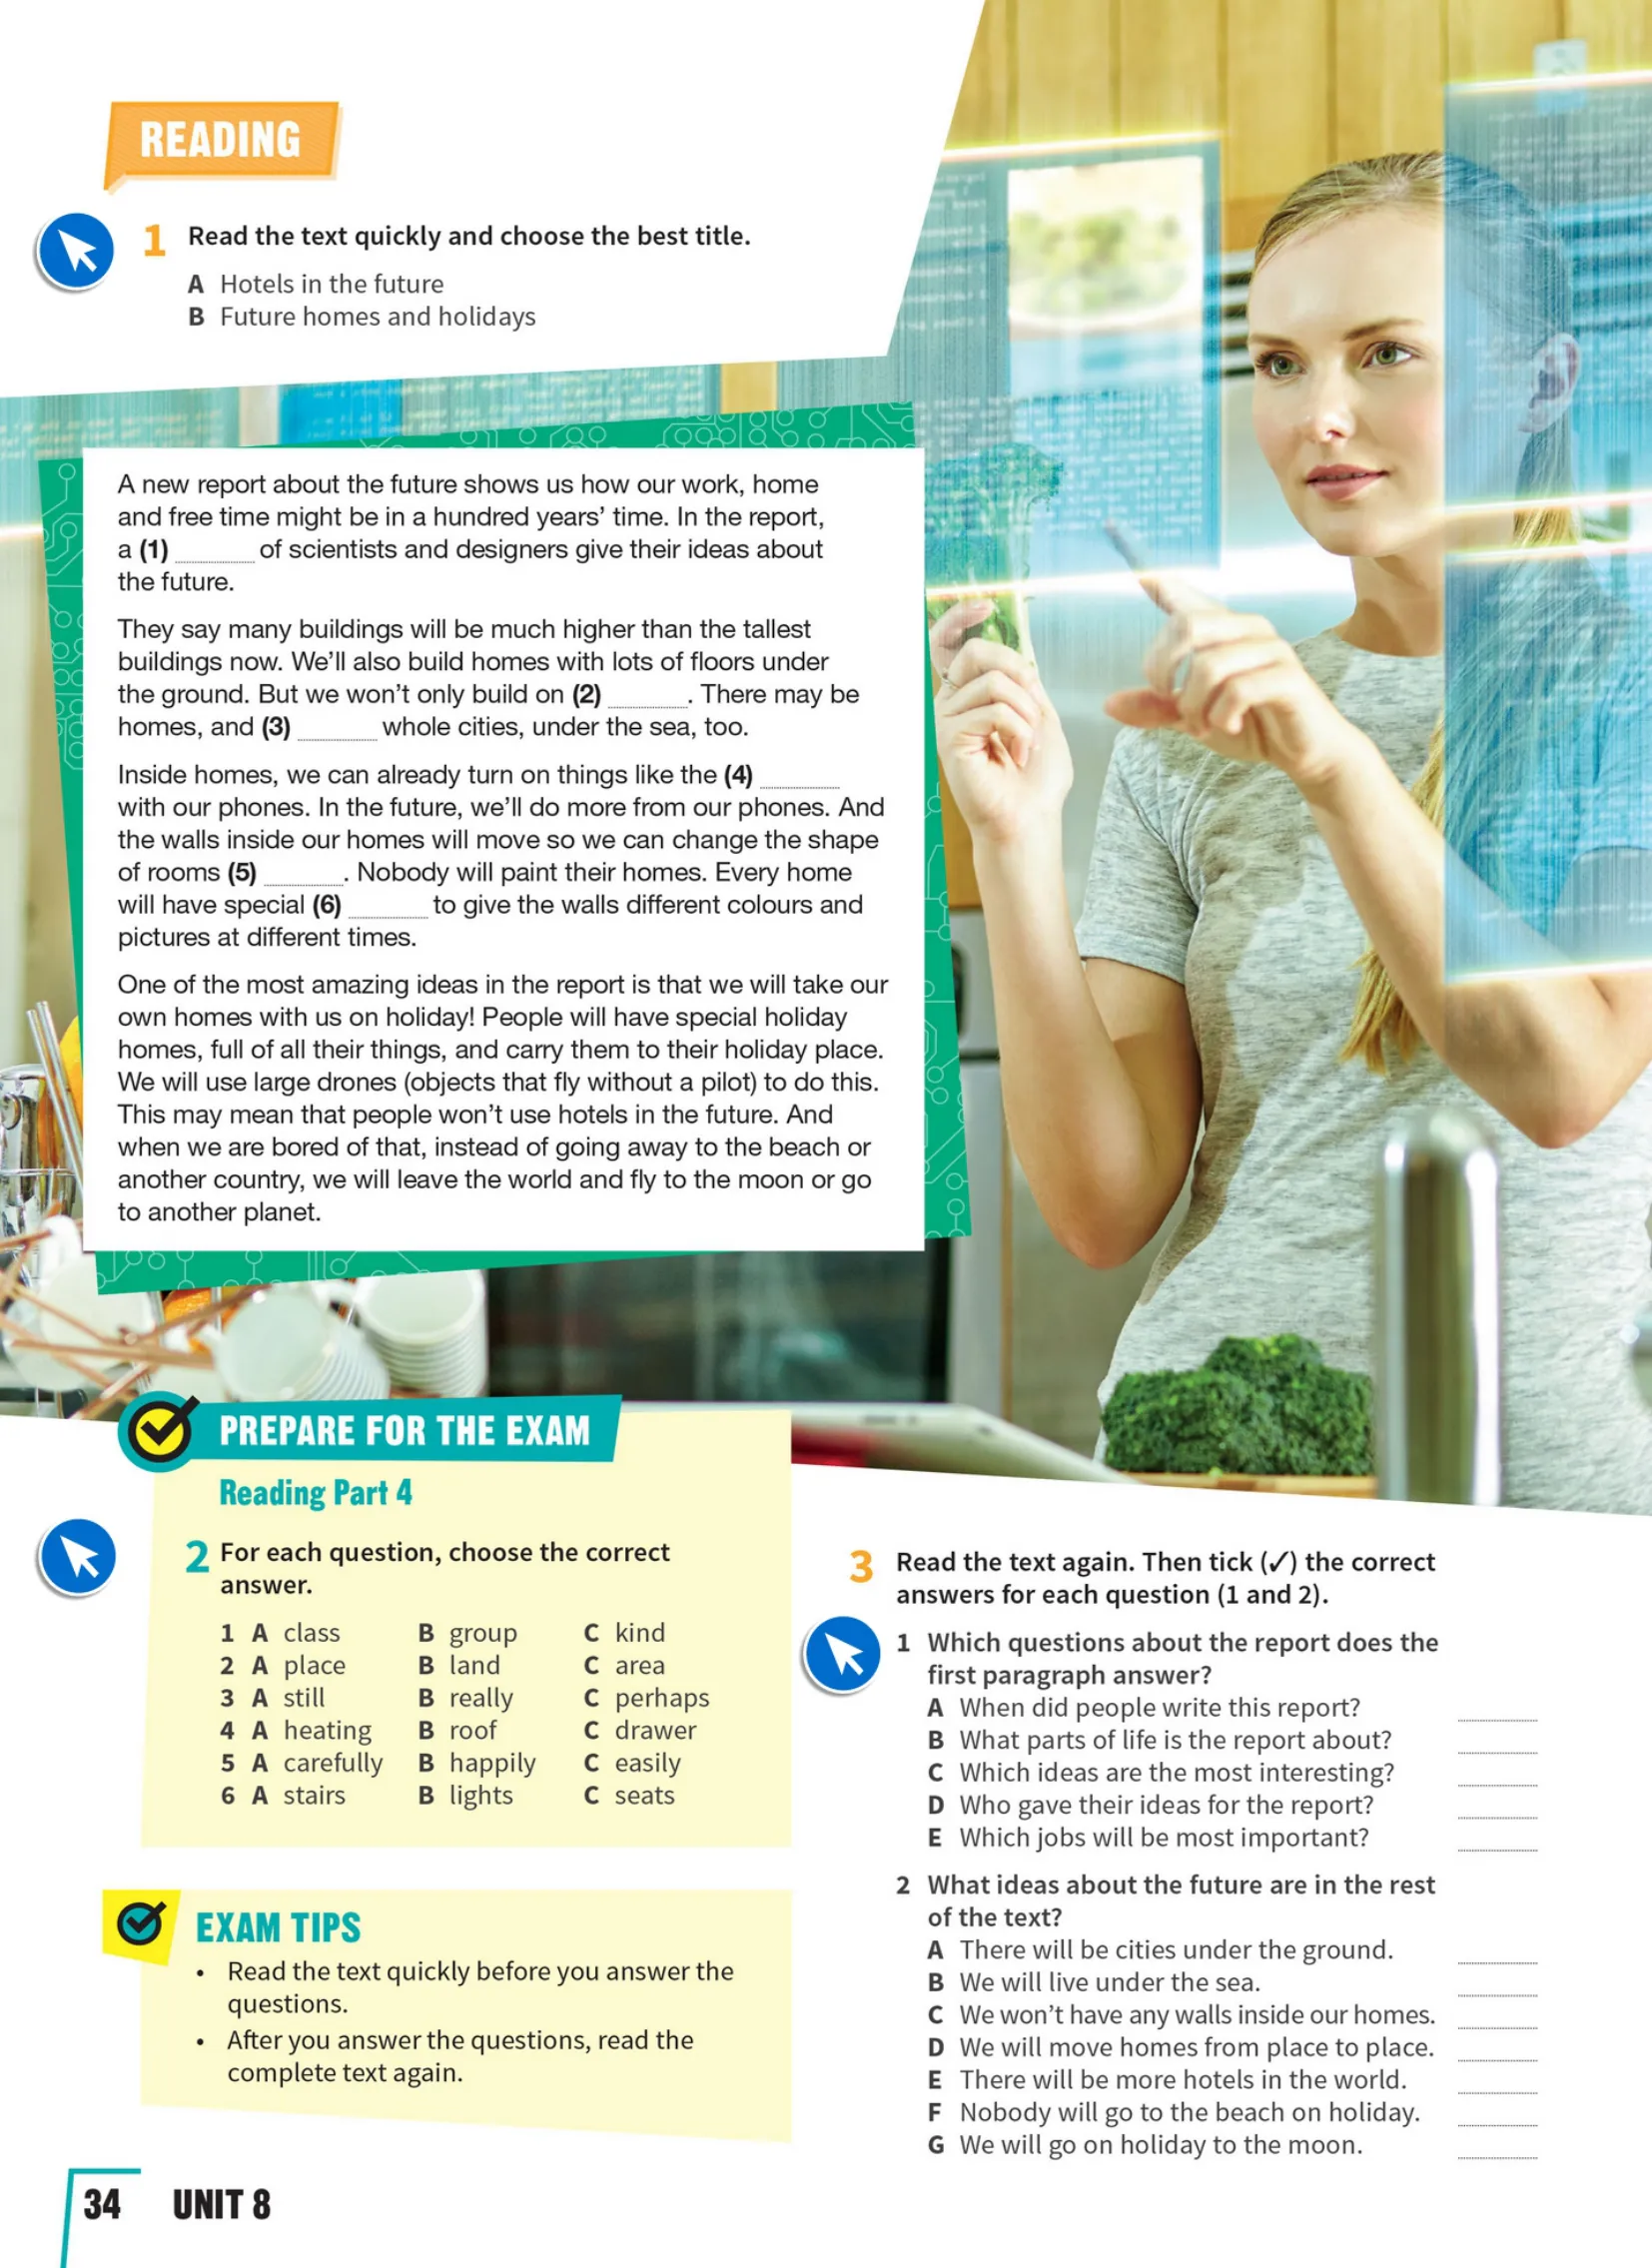 READING
1 Read the text quickly and choose the best title.
A Hotels in the future
B Future homes and holidays
A new report about the future shows us how our work, home
and free time might be in a hundred years' time. In the report,
a (1) ________ of scientists and designers give their ideas about
the future.
They say many buildings will be much higher than the tallest
buildings now. We'll also build homes with lots of floors under
the ground. But we won't only build on (2) ________. There may be
homes, and (3) ________ whole cities, under the sea, too.
Inside homes, we can already turn on things like the (4) ________
with our phones. In the future, we'll do more from our phones. And
the walls inside our homes will move so we can change the shape
of rooms (5) ________. Nobody will paint their homes. Every home
will have special (6) ________ to give the walls different colours and
pictures at different times.
One of the most amazing ideas in the report is that we will take our
own homes with us on holiday! People will have special holiday
homes, full of all their things, and carry them to their holiday place.
We will use large drones (objects that fly without a pilot) to do this.
This may mean that people won't use hotels in the future. And
when we are bored of that, instead of going away to the beach or
another country, we will leave the world and fly to the moon or go
to another planet.
PREPARE FOR THE EXAM
Reading Part 4
2 For each question, choose the correct
answer.
1 A class B group C kind
2 A place B land C area
3 A still B really C perhaps
4 A heating B roof C drawer
5 A carefully B happily C easily
6 A stairs B lights C seats
EXAM TIPS
• Read the text quickly before you answer the
questions.
• After you answer the questions, read the
complete text again.
3 Read the text again. Then tick (✓) the correct
answers for each question (1 and 2).
1 Which questions about the report does the
first paragraph answer?
A When did people write this report? ________
B What parts of life is the report about? ________
C Which ideas are the most interesting? ________
D Who gave their ideas for the report? ________
E Which jobs will be most important? ________
2 What ideas about the future are in the rest
of the text?
A There will be cities under the ground. ________
B We will live under the sea. ________
C We won't have any walls inside our homes. ________
D We will move homes from place to place. ________
E There will be more hotels in the world. ________
F Nobody will go to the beach on holiday. ________
G We will go on holiday to the moon. ________
34 UNIT 8